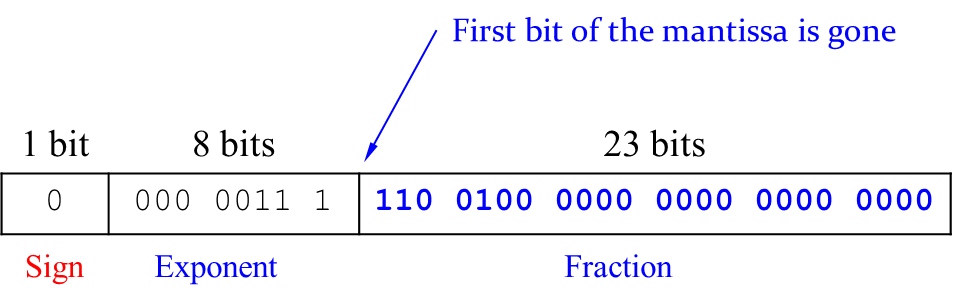 First bit of the mantissa is gone
1 bit 8 bits 23 bits
0 000 0011 1 110 0100 0000 0000 0000 0000
Sign Exponent Fraction